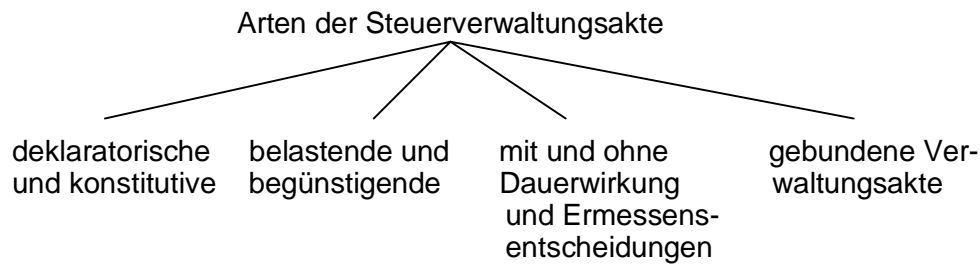 Arten der Steuerverwaltungsakte
deklaratorische
und konstitutive
belastende und
begünstigende
mit und ohne
Dauerwirkung
und Ermessens-
entscheidungen
gebundene Ver-
waltungsakte